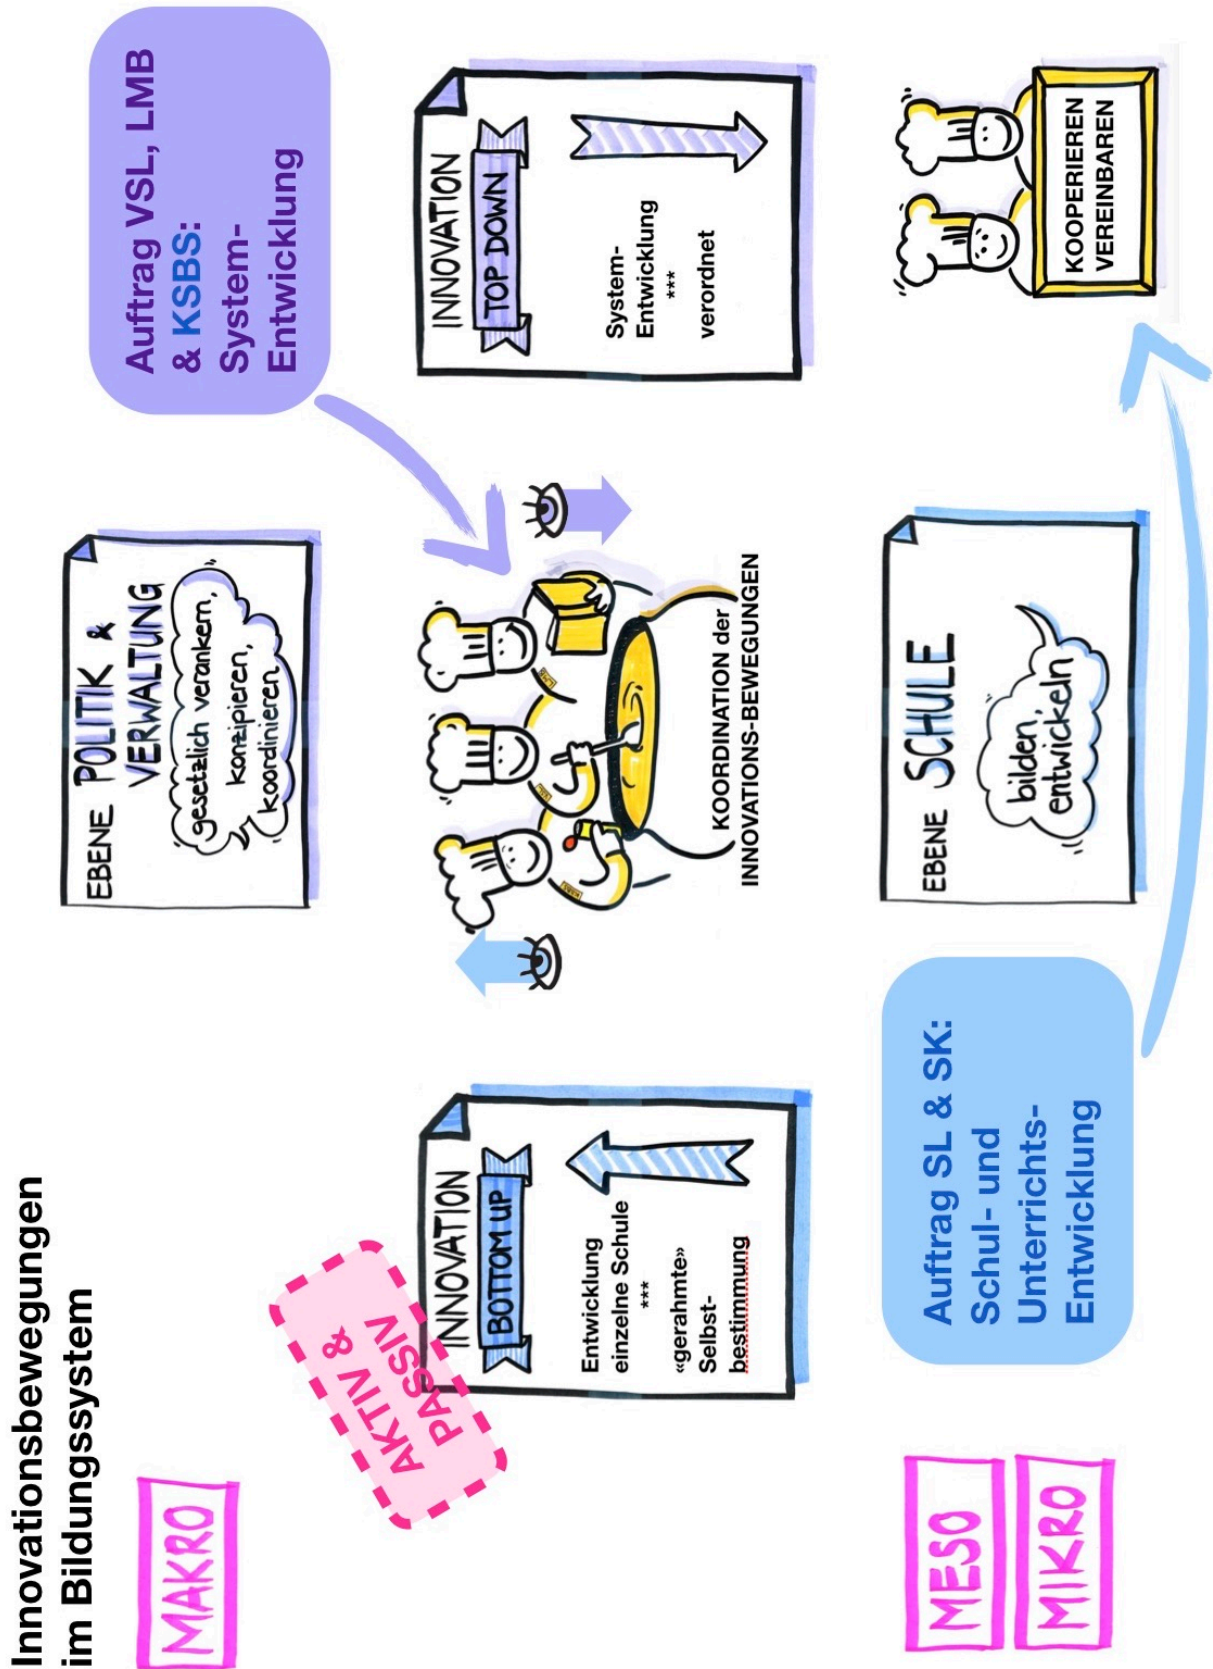 Innovationsbewegungen
im Bildungssystem
MAKRO
EBENE POLITIK &
VERWALTUNG
gesetzlich verankern,
konzipieren,
koordinieren
Auftrag VSL, LMB
& KSBS:
System-
Entwicklung
AKTIV &
PASSIV
INNOVATION
BOTTOM UP
Entwicklung
einzelne Schule
***
«gerahmte»
Selbst-
bestimmung
KOORDINATION der
INNOVATIONS-BEWEGUNGEN
INNOVATION
TOP DOWN
System-
Entwicklung
***
verordnet
MESO
MIKRO
Auftrag SL & SK:
Schul- und
Unterrichts-
Entwicklung
EBENE SCHULE
bilden,
entwickeln
KOOPERIEREN
VEREINBAREN